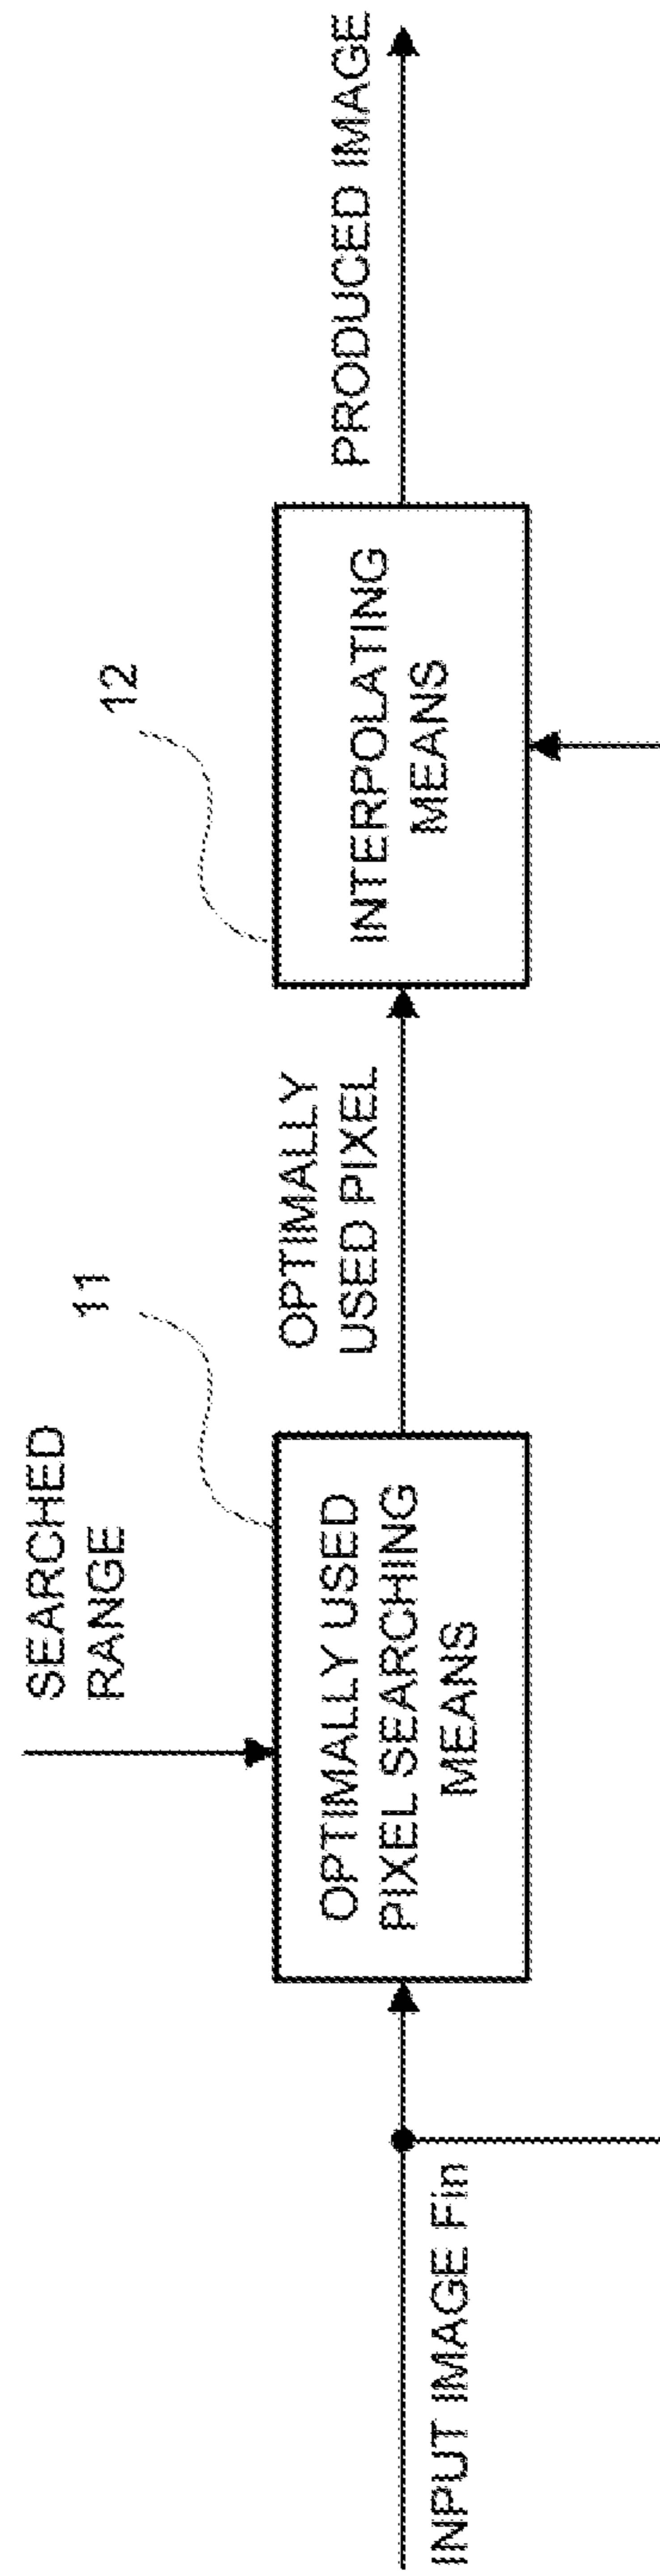 INPUT IMAGE Fin
SEARCHED
RANGE
11
OPTIMALLY USED
PIXEL SEARCHING
MEANS
OPTIMALLY
USED PIXEL
12
INTERPOLATING
MEANS
PRODUCED IMAGE